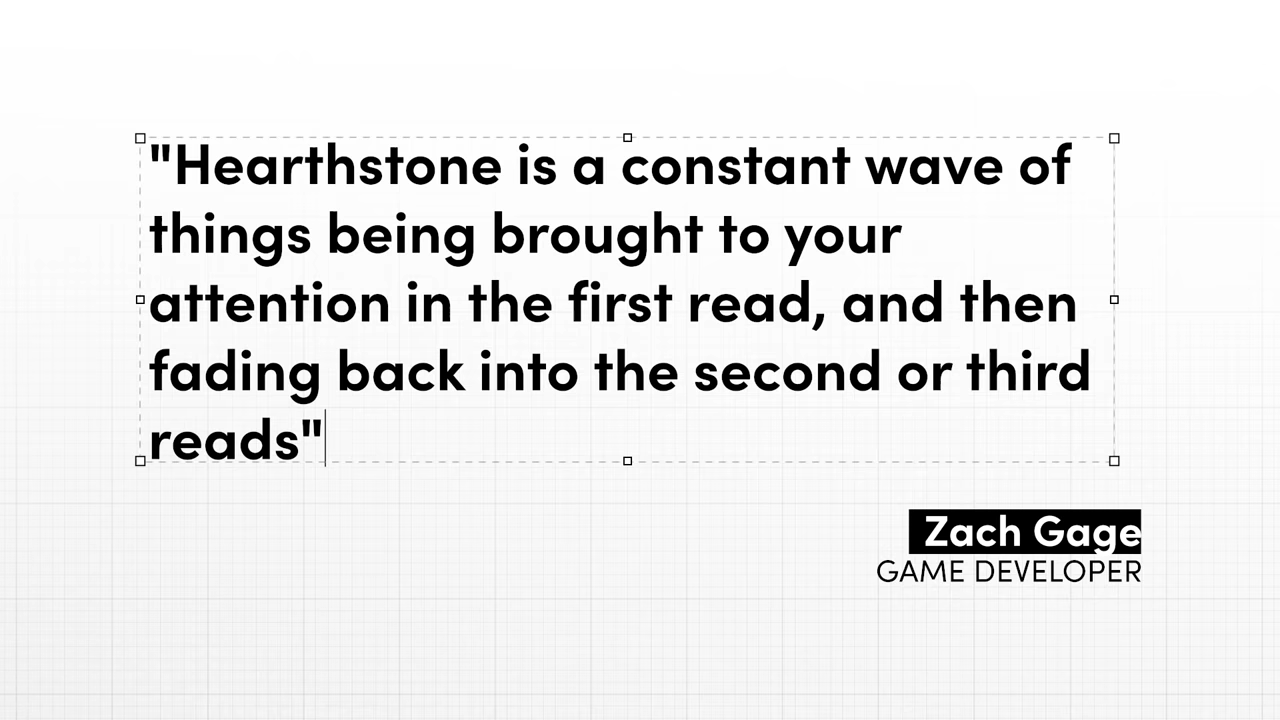 "Hearthstone is a constant wave of
things being brought to your
attention in the first read, and then
fading back into the second or third
reads"
Zach Gage
GAME DEVELOPER